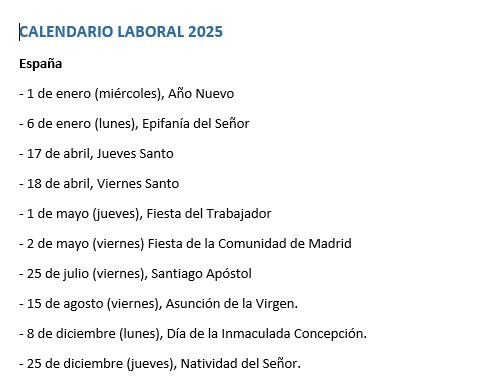 CALENDARIO LABORAL 2025
España
- 1 de enero (miércoles), Año Nuevo
- 6 de enero (lunes), Epifanía del Señor
- 17 de abril, Jueves Santo
- 18 de abril, Viernes Santo
- 1 de mayo (jueves), Fiesta del Trabajador
- 2 de mayo (viernes) Fiesta de la Comunidad de Madrid
- 25 de julio (viernes), Santiago Apóstol
- 15 de agosto (viernes), Asunción de la Virgen.
- 8 de diciembre (lunes), Día de la Inmaculada Concepción.
- 25 de diciembre (jueves), Natividad del Señor.